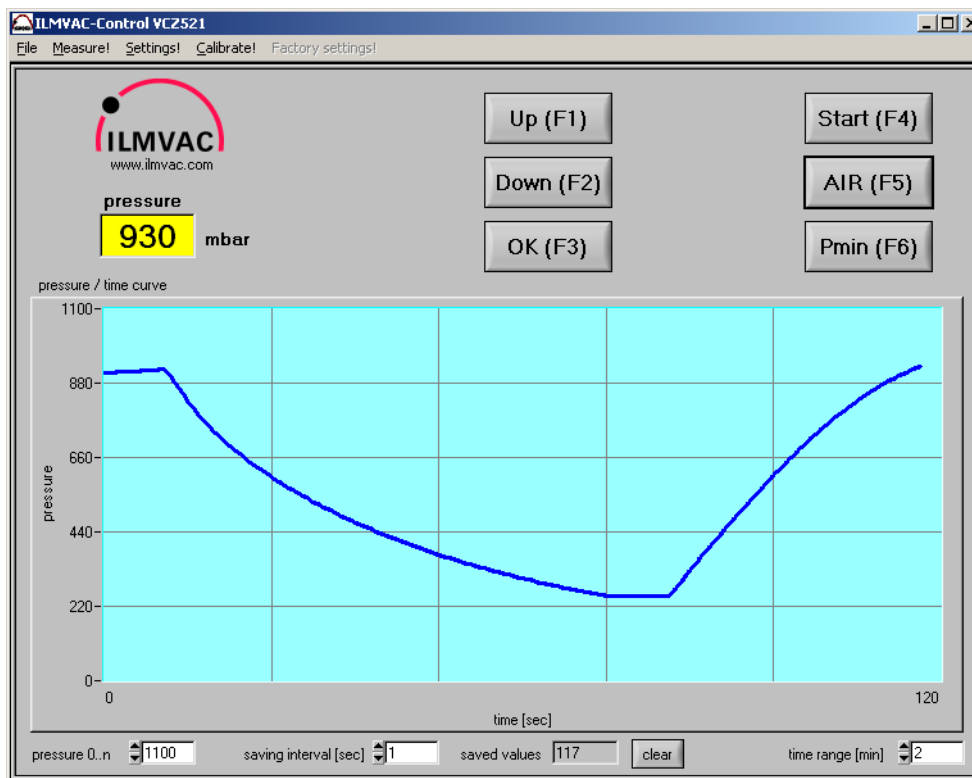 ILMVAC-Control VCZ521
File Measure! Settings! Calibrate! Factory settings!
ILMVAC
www.ilmvac.com
pressure
930 mbar
Up (F1)
Start (F4)
Down (F2)
AIR (F5)
OK (F3)
Pmin (F6)
pressure / time curve
1100
880
660
440
220
0
pressure
0
120
time [sec]
pressure 0..n 1100 saving interval [sec] 1 saved values 117 clear time range [min] 2